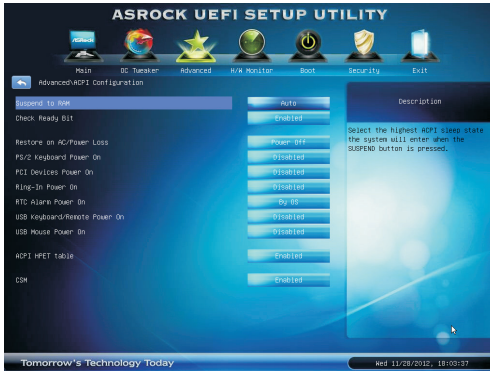 ASROCK UEFI SETUP UTILITY
ASRock
Main OC Tweaker Advanced H/W Monitor Boot Security Exit
Advanced\ACPI Configuration
Description
Suspend to RAM Auto
Check Ready Bit Enabled
Select the highest ACPI sleep state
the system will enter when the
SUSPEND button is pressed.
Restore on AC/Power Loss Power Off
PS/2 Keyboard Power On Disabled
PCI Devices Power On Disabled
Ring-In Power On Disabled
RTC Alarm Power On By OS
USB Keyboard/Remote Power On Disabled
USB Mouse Power On Disabled
ACPI HPET table Enabled
CSM Enabled
Tomorrow's Technology Today
Wed 11/28/2012, 18:03:37